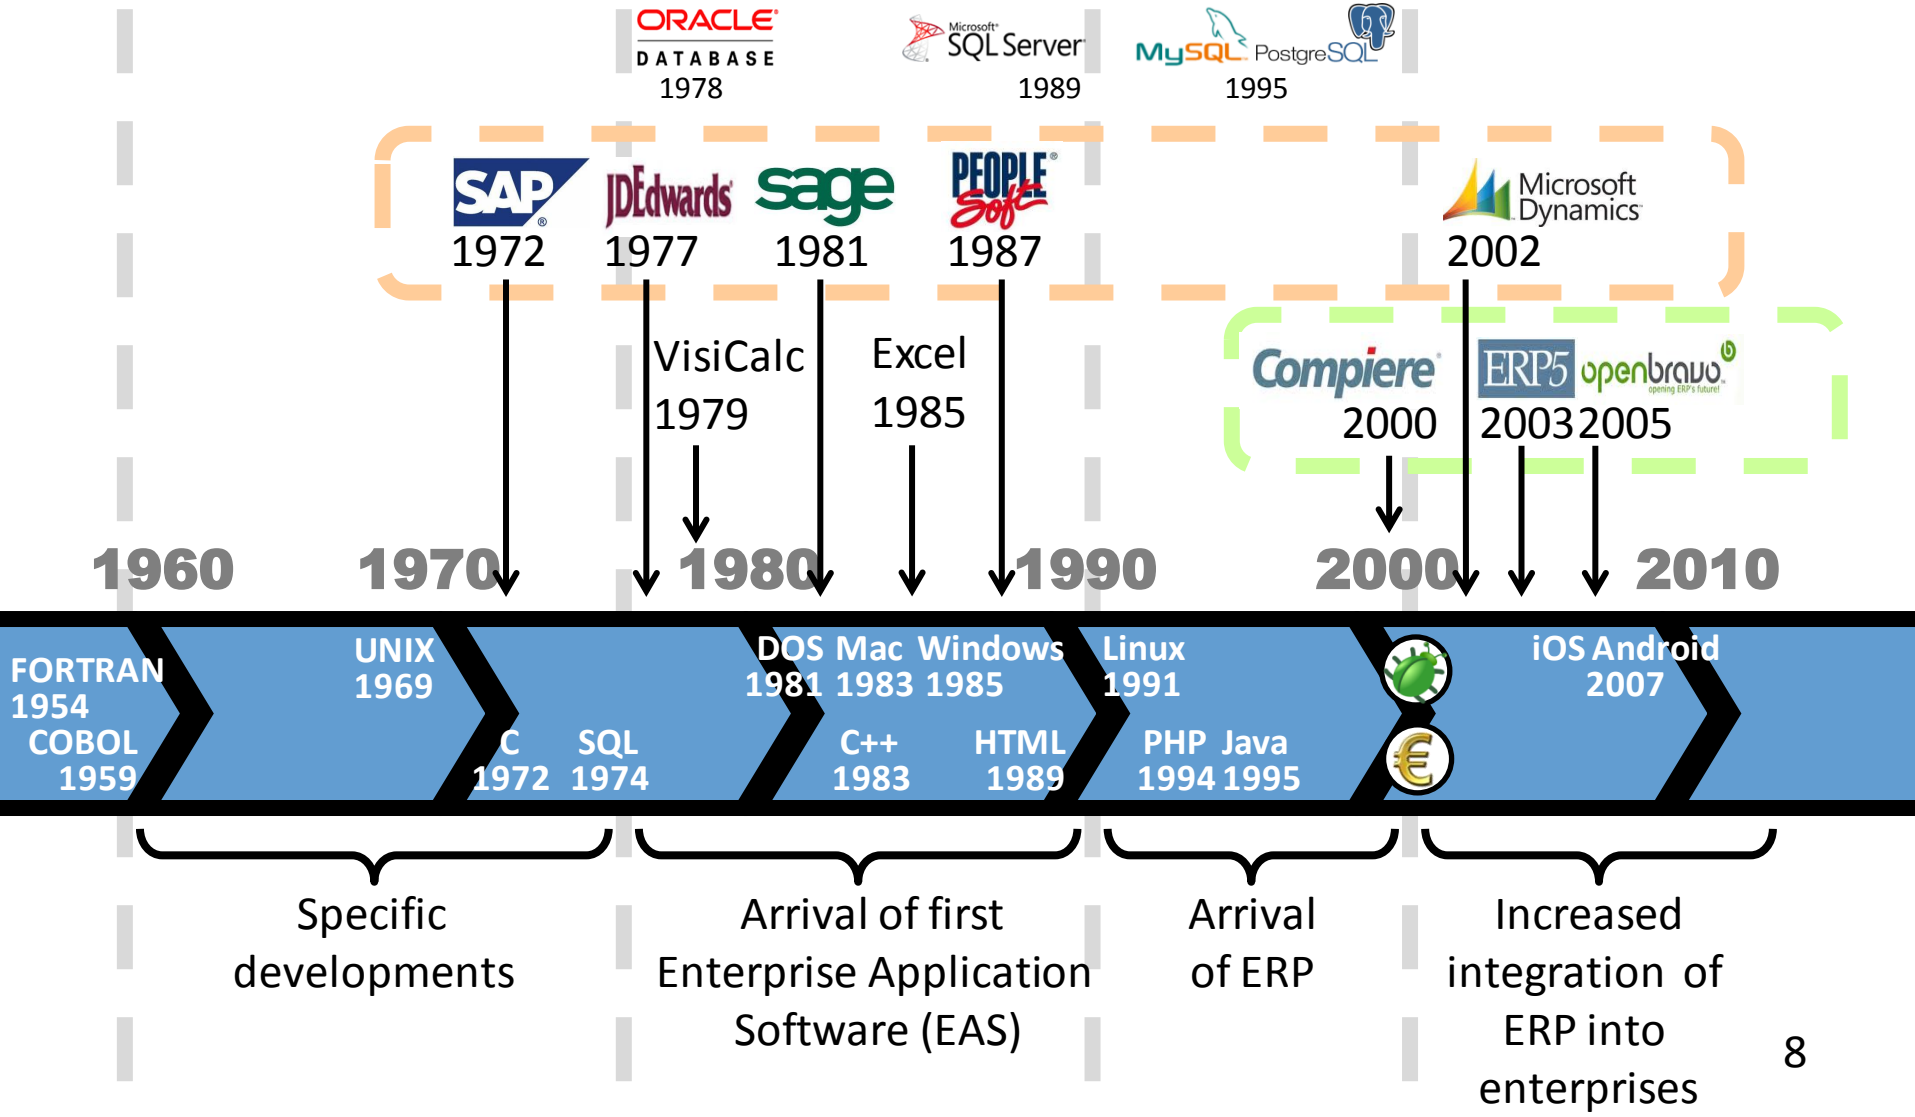 ORACLE®
DATABASE
1978
Microsoft®
SQL Server®
1989
MySQL PostgreSQL
1995
SAP®
1972
JDEdwards
1977
sage
1981
PEOPLE®
Soft
1987
Microsoft
Dynamics
2002
VisiCalc
1979
Excel
1985
Compiere®
2000
ERP5
2003
openbravo b
opening ERP's future!
2005
1960 1970 1980 1990 2000 2010
FORTRAN
1954
COBOL
1959
UNIX
1969
C
1972
SQL
1974
DOS
1981
Mac
1983
Windows
1985
C++
1983
HTML
1989
Linux
1991
PHP
1994
Java
1995
€
iOS Android
2007
Specific
developments
Arrival of first
Enterprise Application
Software (EAS)
Arrival
of ERP
Increased
integration of
ERP into
enterprises
8